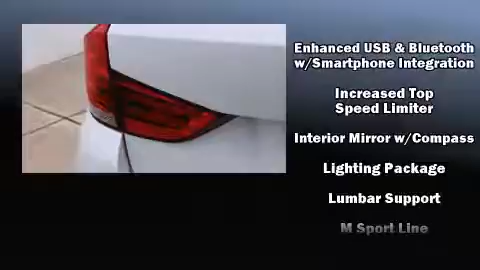 Enhanced USB & Bluetooth
w/Smartphone Integration
Increased Top
Speed Limiter
Interior Mirror w/Compass
Lighting Package
Lumbar Support
M Sport Line